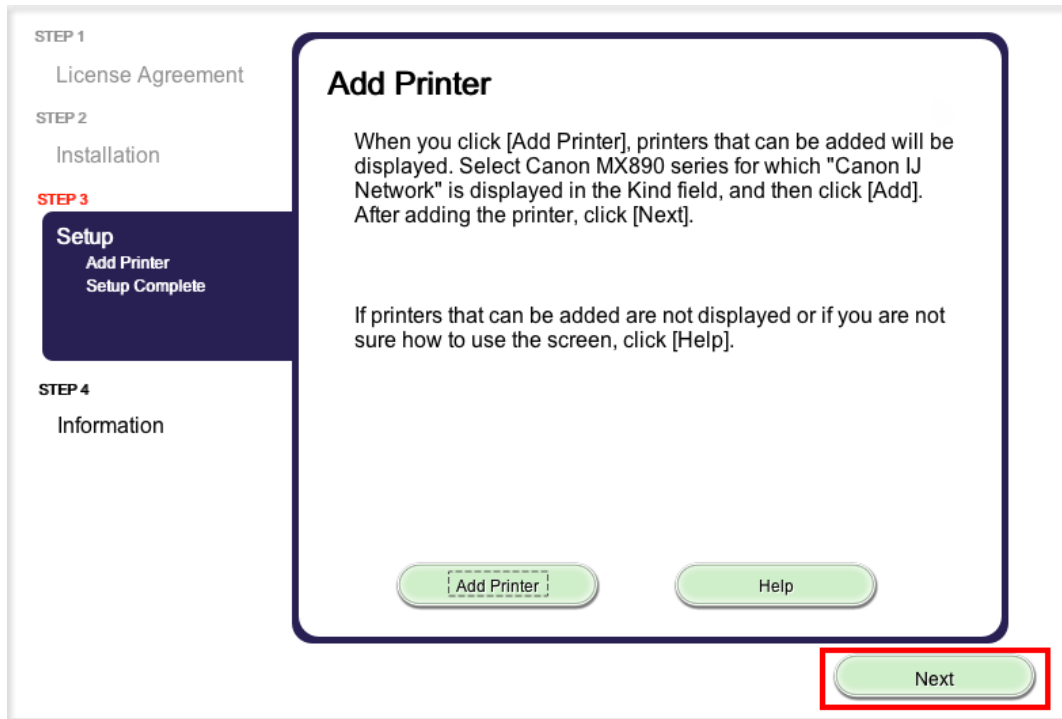 STEP 1
License Agreement
STEP 2
Installation
STEP 3
Setup
Add Printer
Setup Complete
STEP 4
Information
Add Printer
When you click [Add Printer], printers that can be added will be
displayed. Select Canon MX890 series for which "Canon IJ
Network" is displayed in the Kind field, and then click [Add].
After adding the printer, click [Next].
If printers that can be added are not displayed or if you are not
sure how to use the screen, click [Help].
Add Printer
Help
Next